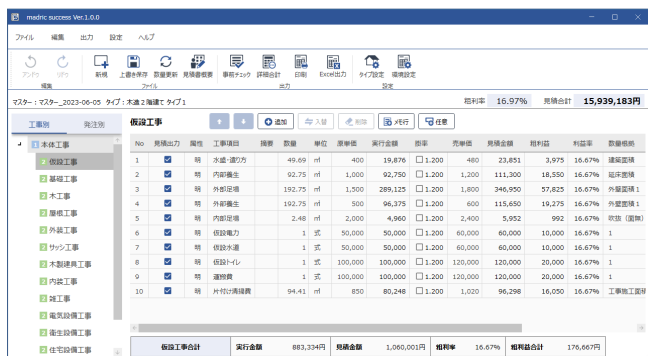 madric success Ver.1.0.0
ファイル 編集 出力 設定 ヘルプ
アンドゥ リドゥ 新規 上書き保存 数量更新 見積書概要 事前チェック 詳細合計 印刷 Excel出力 タイプ設定 環境設定
編集 ファイル 出力 設定
マスター : マスター_2023-06-05 タイプ : 木造2階建て タイプ1 粗利率 16.97% 見積合計 15,939,183円
工事別 発注別 仮設工事 追加 入替 削除 メモ行 任意
No 見積出力 属性 工事項目 摘要 数量 単位 原単価 実行金額 掛率 売単価 見積金額 粗利益 利益率 数量根拠
1 明 水盛・遣り方 49.69 ㎡ 400 19,876 1.200 480 23,851 3,975 16.67% 建築面積
2 明 内部養生 92.75 ㎡ 1,000 92,750 1.200 1,200 111,300 18,550 16.67% 延床面積
3 明 外部足場 192.75 ㎡ 1,500 289,125 1.200 1,800 346,950 57,825 16.67% 外壁面積1
4 明 外部養生 192.75 ㎡ 500 96,375 1.200 600 115,650 19,275 16.67% 外壁面積1
5 明 内部足場 2.48 ㎡ 2,000 4,960 1.200 2,400 5,952 992 16.67% 吹抜（面無）
6 明 仮設電力 1 式 50,000 50,000 1.200 60,000 60,000 10,000 16.67% 1
7 明 仮設水道 1 式 50,000 50,000 1.200 60,000 60,000 10,000 16.67% 1
8 明 仮設トイレ 1 式 100,000 100,000 1.200 120,000 120,000 20,000 16.67% 1
9 明 運搬費 1 式 100,000 100,000 1.200 120,000 120,000 20,000 16.67% 1
10 明 片付け清掃費 94.41 ㎡ 850 80,248 1.200 1,020 96,298 16,050 16.67% 工事施工面積
1 本体工事
2 仮設工事
2 基礎工事
2 木工事
2 屋根工事
2 外装工事
2 サッシ工事
2 木製建具工事
2 内装工事
2 雑工事
2 電気設備工事
2 衛生設備工事
2 住宅設備工事
仮設工事合計 実行金額 883,334円 見積金額 1,060,001円 粗利率 16.67% 粗利益合計 176,667円